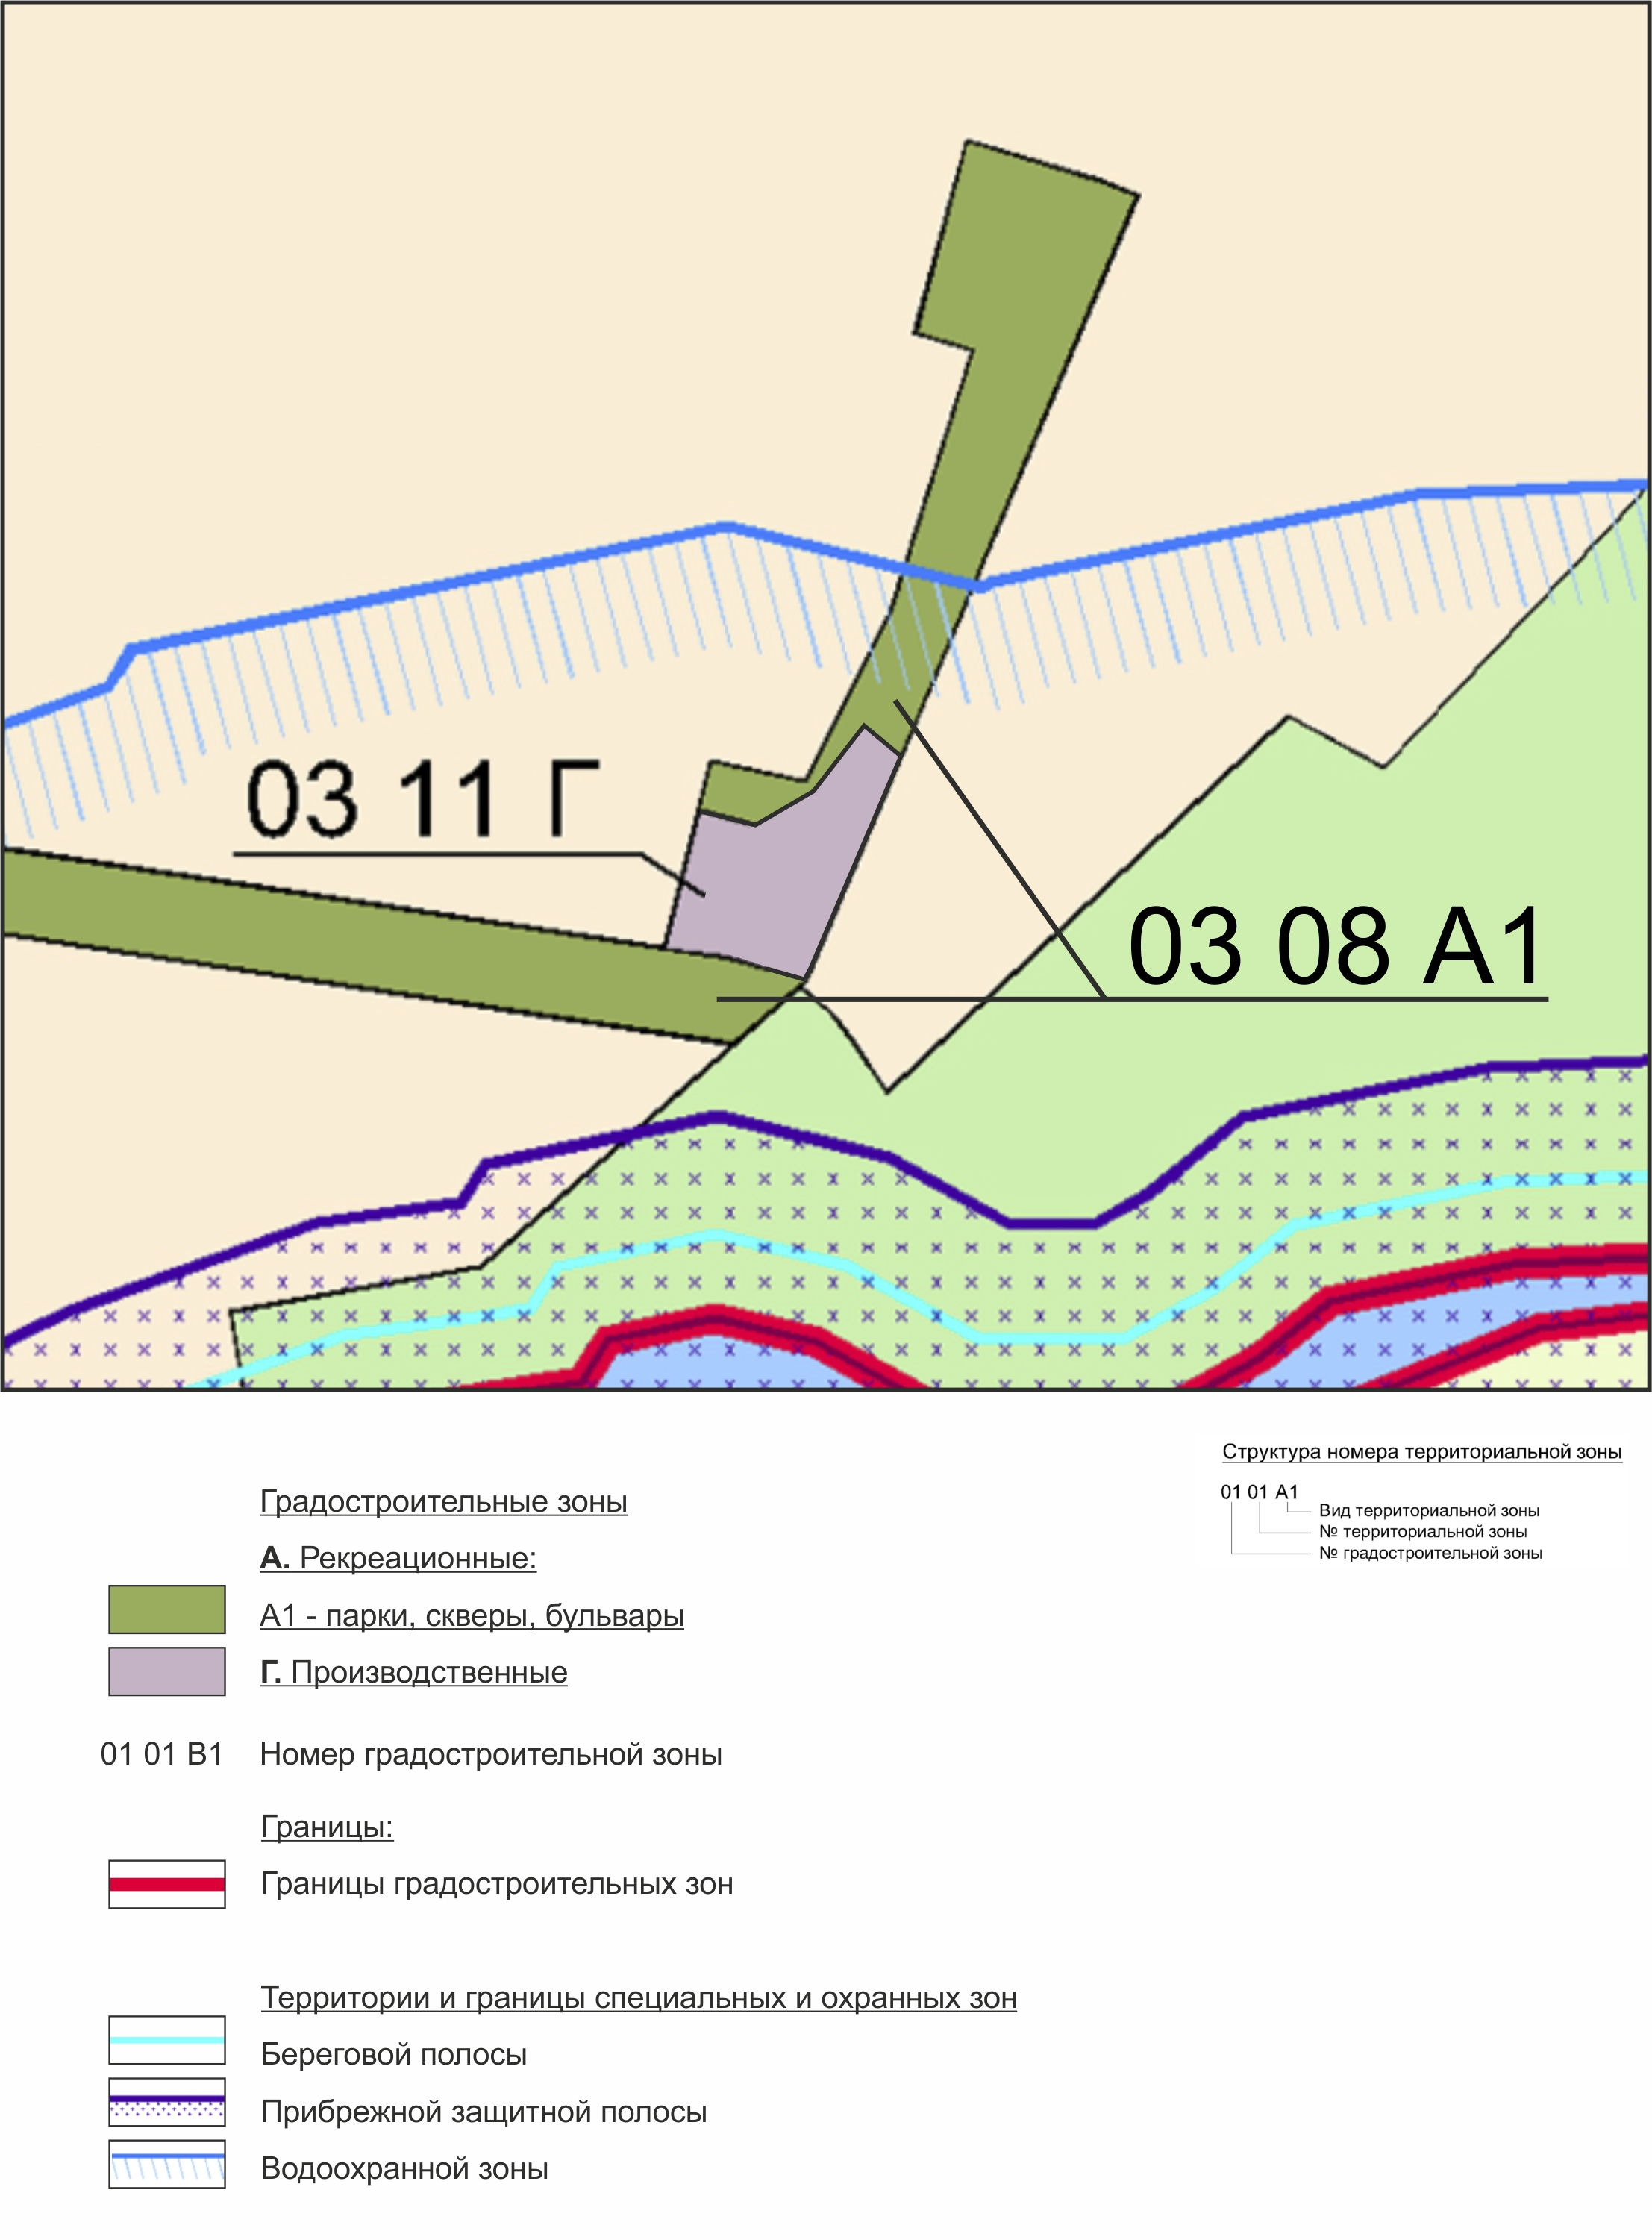 03 11 Г
03 08 А1
Структура номера территориальной зоны
01 01 А1
Вид территориальной зоны
№ территориальной зоны
№ градостроительной зоны
Градостроительные зоны
А. Рекреационные:
А1 - парки, скверы, бульвары
Г. Производственные
01 01 В1 Номер градостроительной зоны
Границы:
Границы градостроительных зон
Территории и границы специальных и охранных зон
Береговой полосы
Прибрежной защитной полосы
Водоохранной зоны